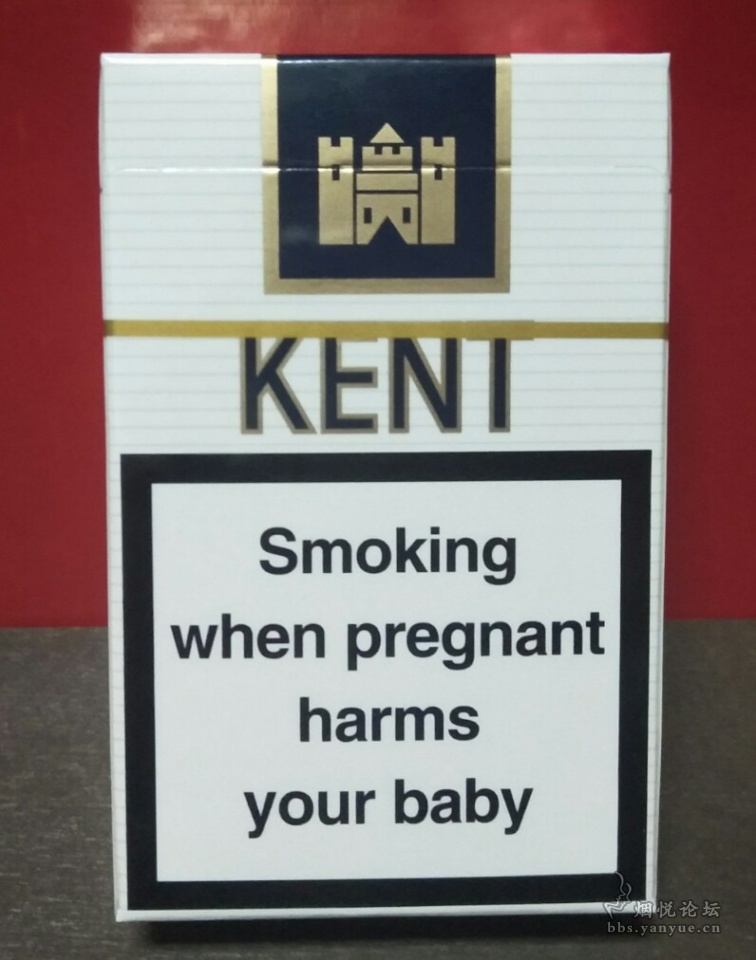 KENT
Smoking
when pregnant
harms
your baby
烟悦论坛
bbs.yanyue.cn